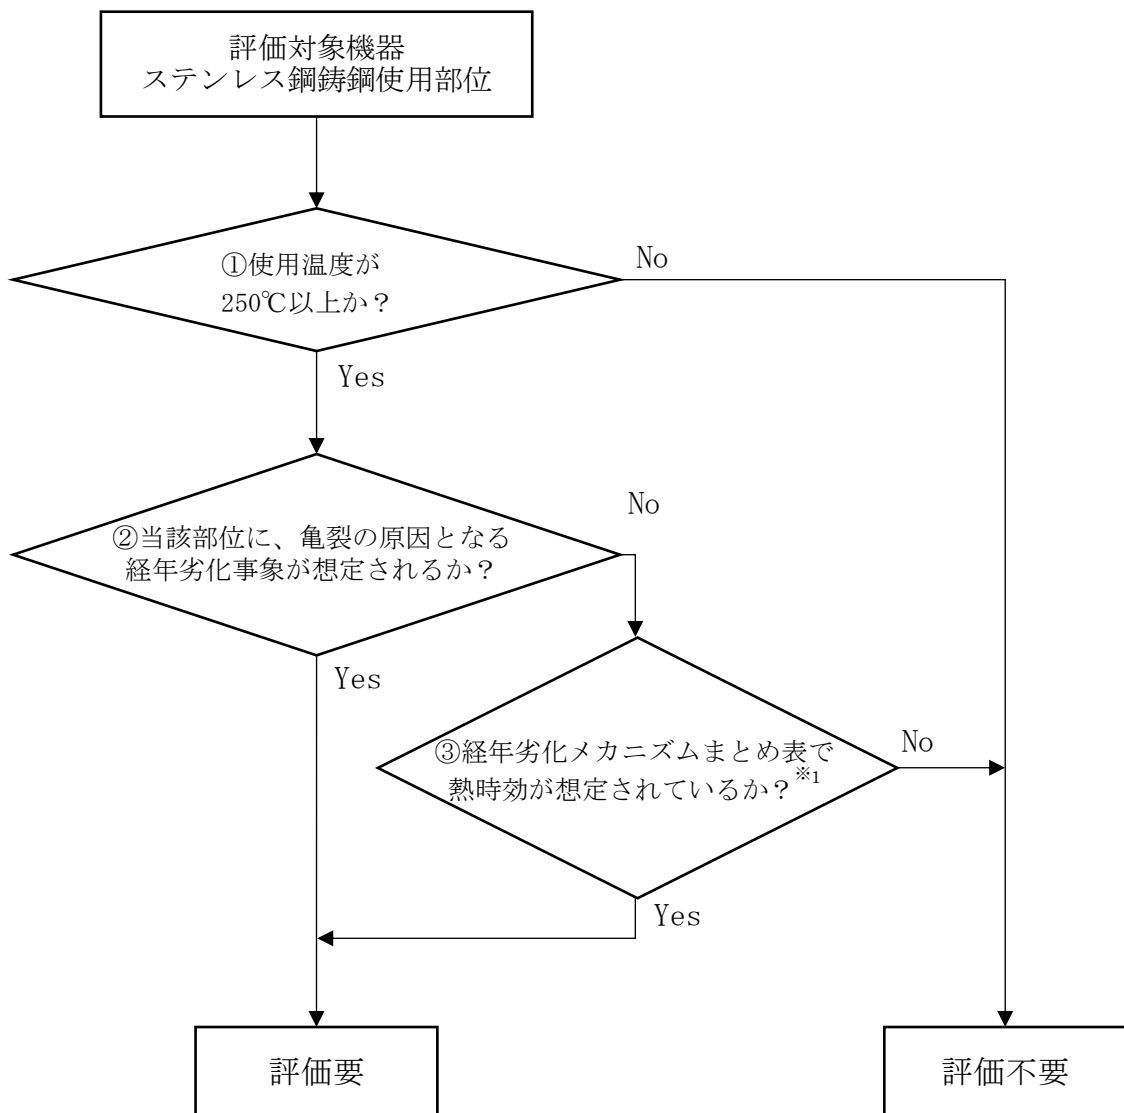 評価対象機器
ステンレス鋼鋳鋼使用部位
①使用温度が
250℃以上か？
No
Yes
②当該部位に、亀裂の原因となる
経年劣化事象が想定されるか？
No
Yes
③経年劣化メカニズムまとめ表で
熱時効が想定されているか？※1
No
Yes
評価要
評価不要